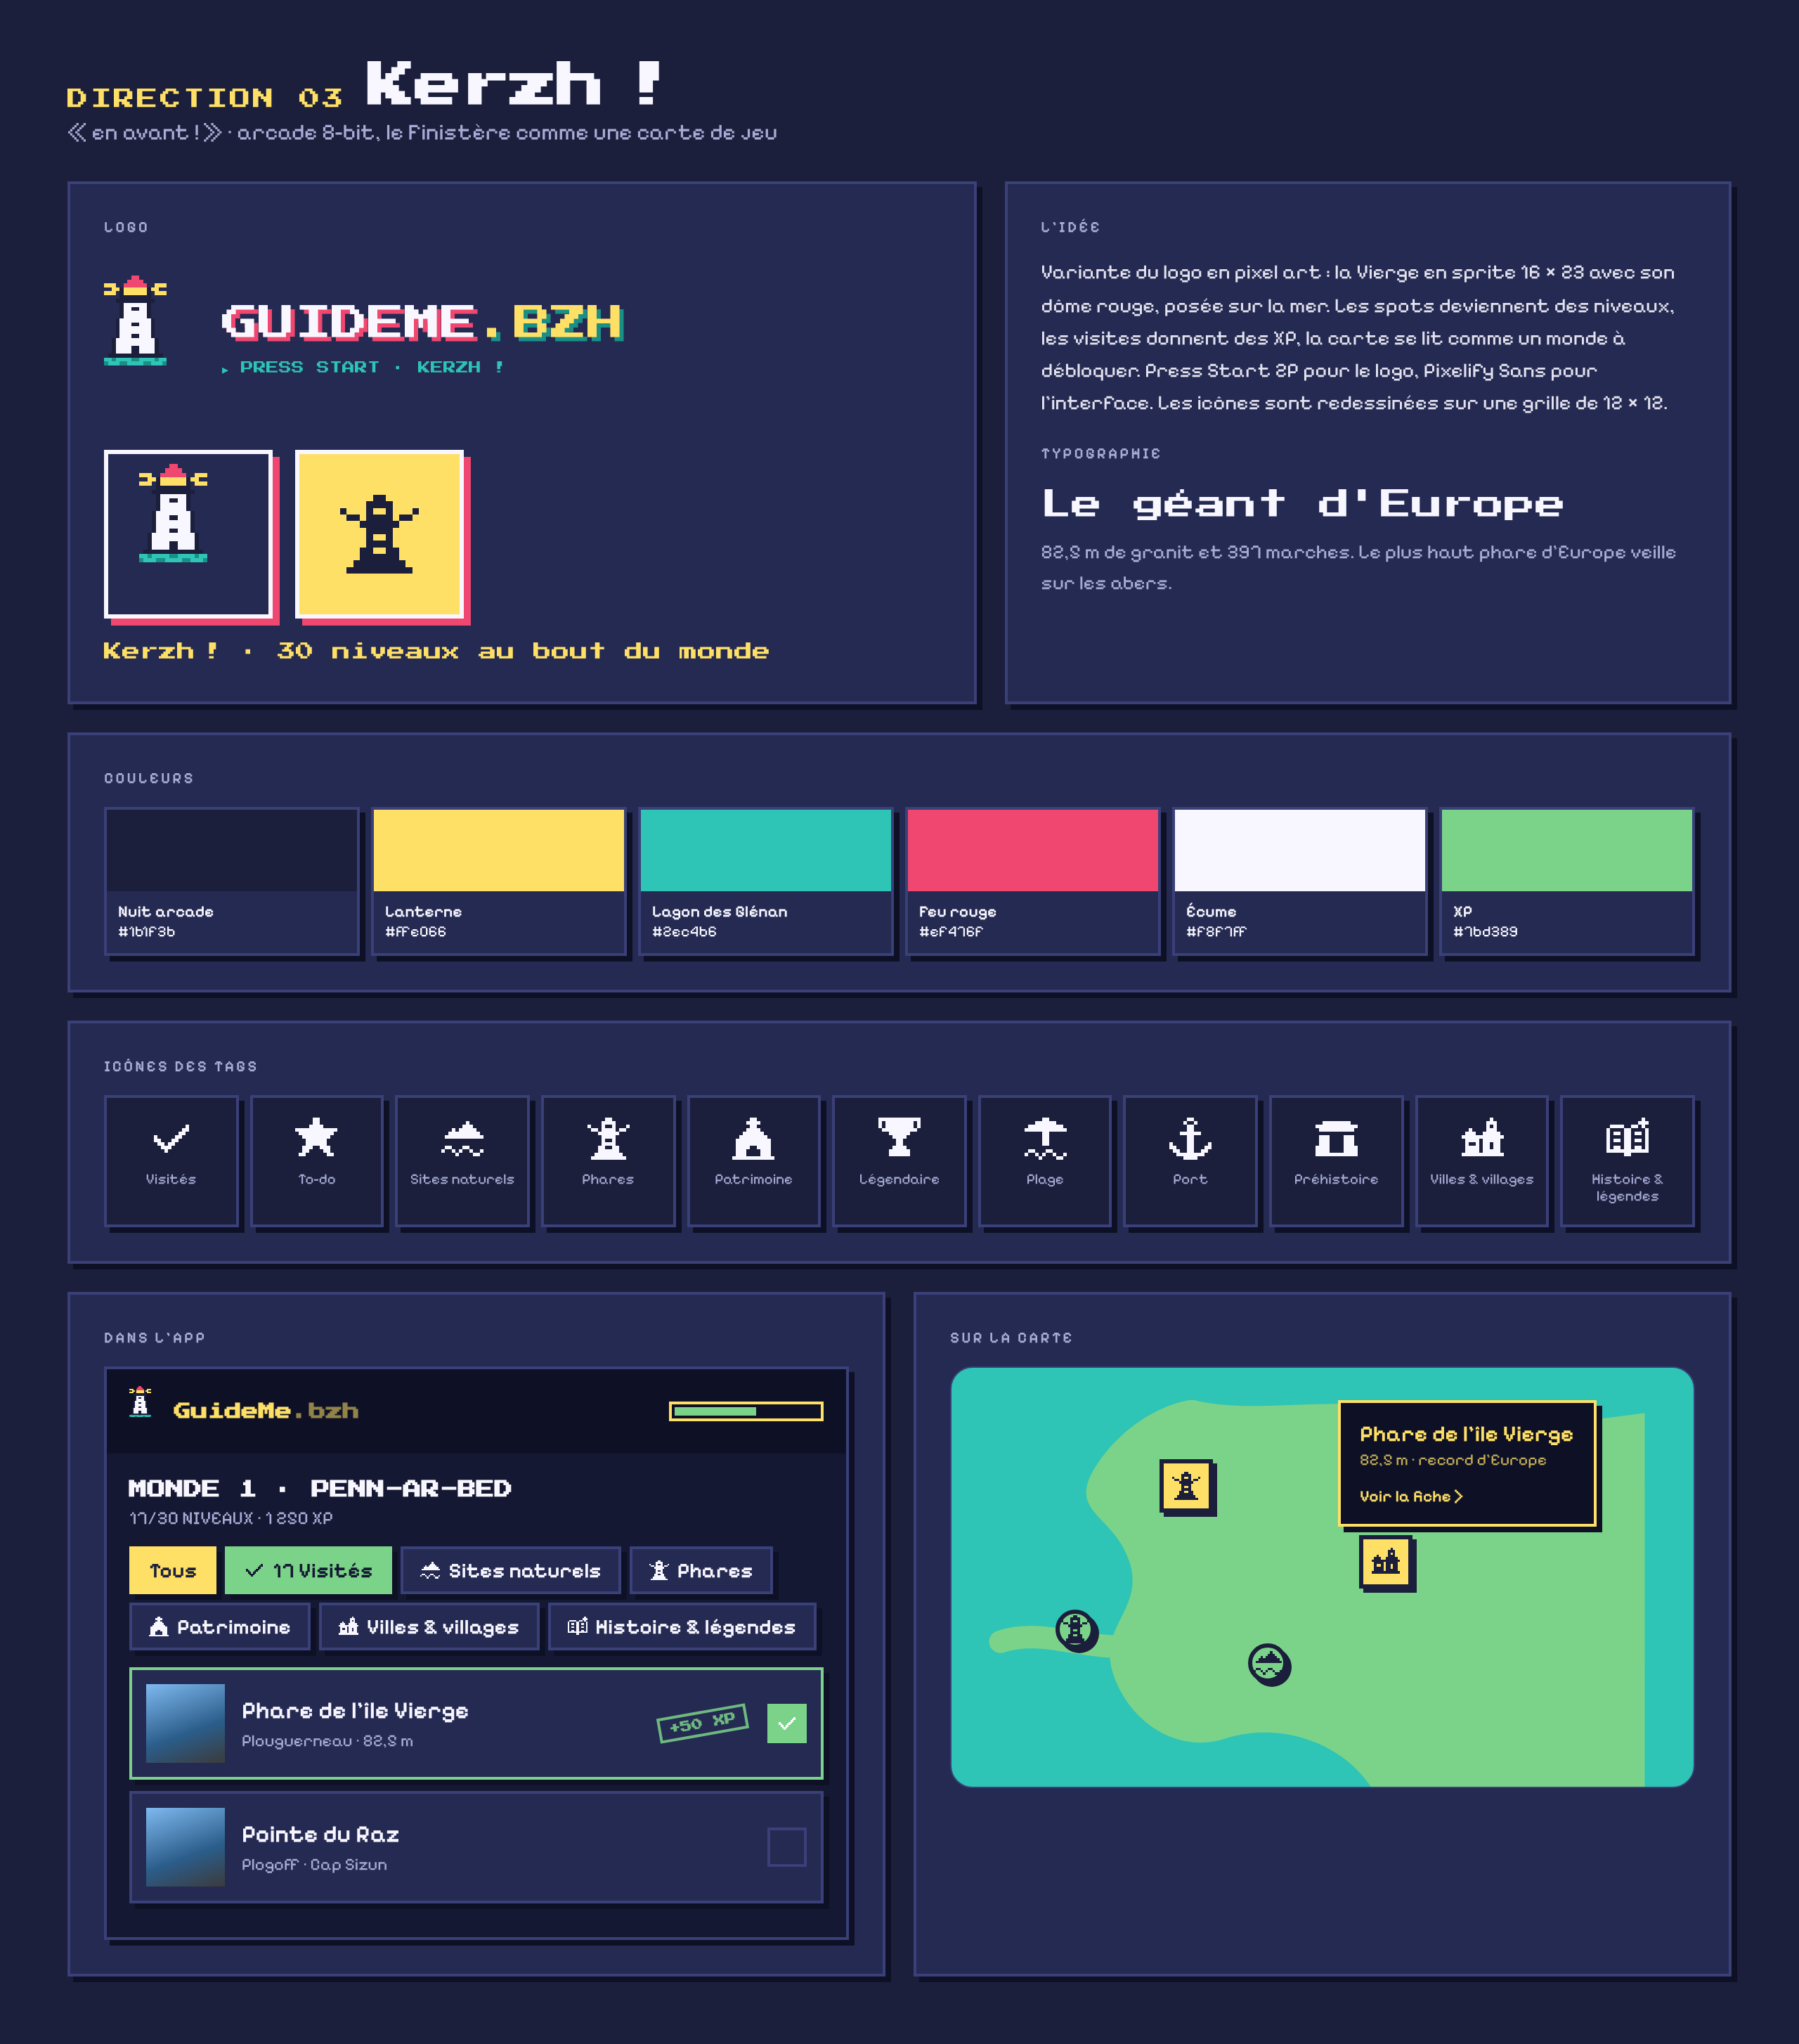 DIRECTION 03 Kerzh !
« en avant ! » · arcade 8-bit, le Finistère comme une carte de jeu
LOGO
GUIDEME.BZH
▸ PRESS START · KERZH !
Kerzh ! · 30 niveaux au bout du monde
L'IDÉE
Variante du logo en pixel art : la Vierge en sprite 16 × 23 avec son
dôme rouge, posée sur la mer. Les spots deviennent des niveaux,
les visites donnent des XP, la carte se lit comme un monde à
débloquer. Press Start 2P pour le logo, Pixelify Sans pour
l'interface. Les icônes sont redessinées sur une grille de 12 × 12.
TYPOGRAPHIE
Le géant d'Europe
82,5 m de granit et 397 marches. Le plus haut phare d'Europe veille
sur les abers.
COULEURS
Nuit arcade
#1b1f3b
Lanterne
#ffe066
Lagon des Glénan
#2ec4b6
Feu rouge
#ef476f
Écume
#f8f7ff
XP
#7bd389
ICÔNES DES TAGS
Visités
To-do
Sites naturels
Phares
Patrimoine
Légendaire
Plage
Port
Préhistoire
Villes & villages
Histoire &
légendes
DANS L'APP
GuideMe.bzh
MONDE 1 · PENN-AR-BED
17/30 NIVEAUX · 1 250 XP
Tous
17 Visités
Sites naturels
Phares
Patrimoine
Villes & villages
Histoire & légendes
Phare de l'île Vierge
Plouguerneau · 82,5 m
+50 XP
Pointe du Raz
Plogoff · Cap Sizun
SUR LA CARTE
Phare de l'île Vierge
82,5 m · record d'Europe
Voir la fiche >